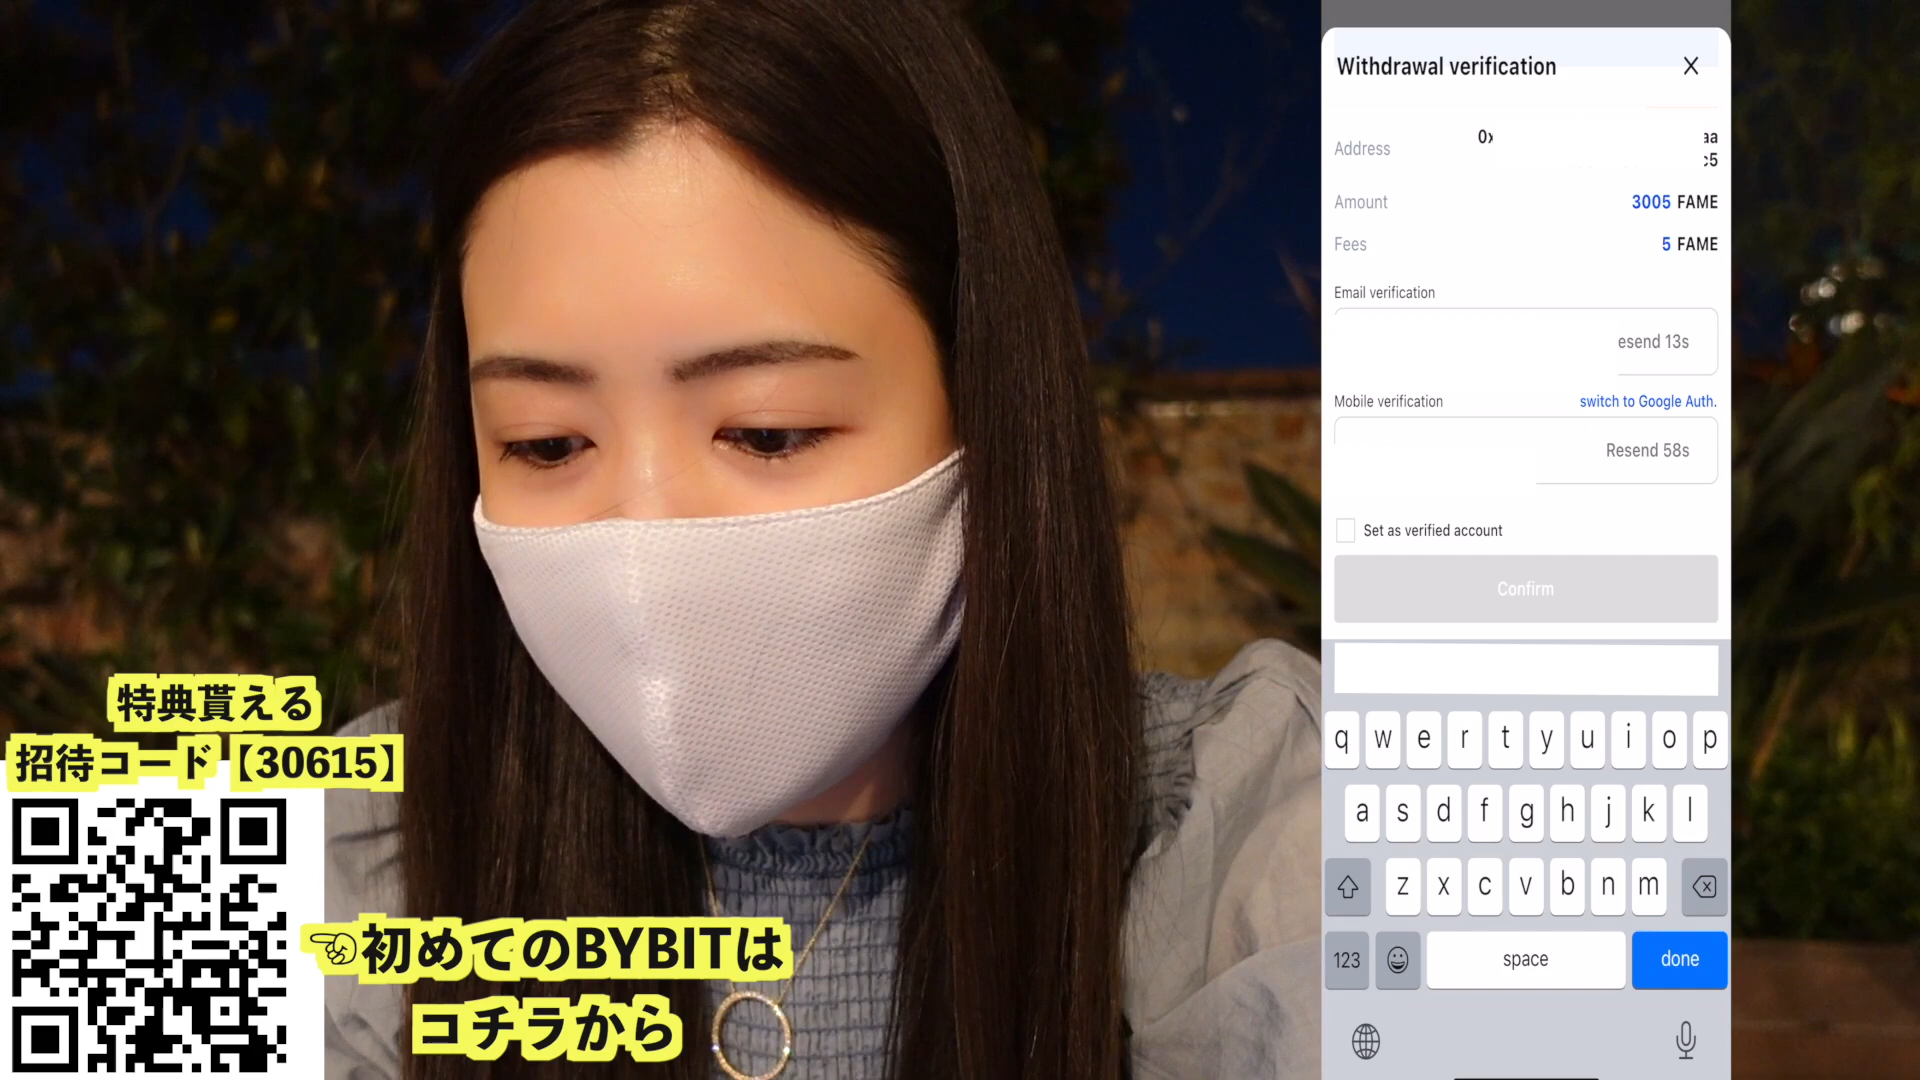 Withdrawal verification
Address
0x
aa
c5
Amount 3005 FAME
Fees 5 FAME
Email verification
esend 13s
Mobile verification switch to Google Auth.
Resend 58s
Set as verified account
Confirm
q w e r t y u i o p
a s d f g h j k l
z x c v b n m
123 space done
特典貰える
招待コード【30615】
☜初めてのBYBITは
コチラから